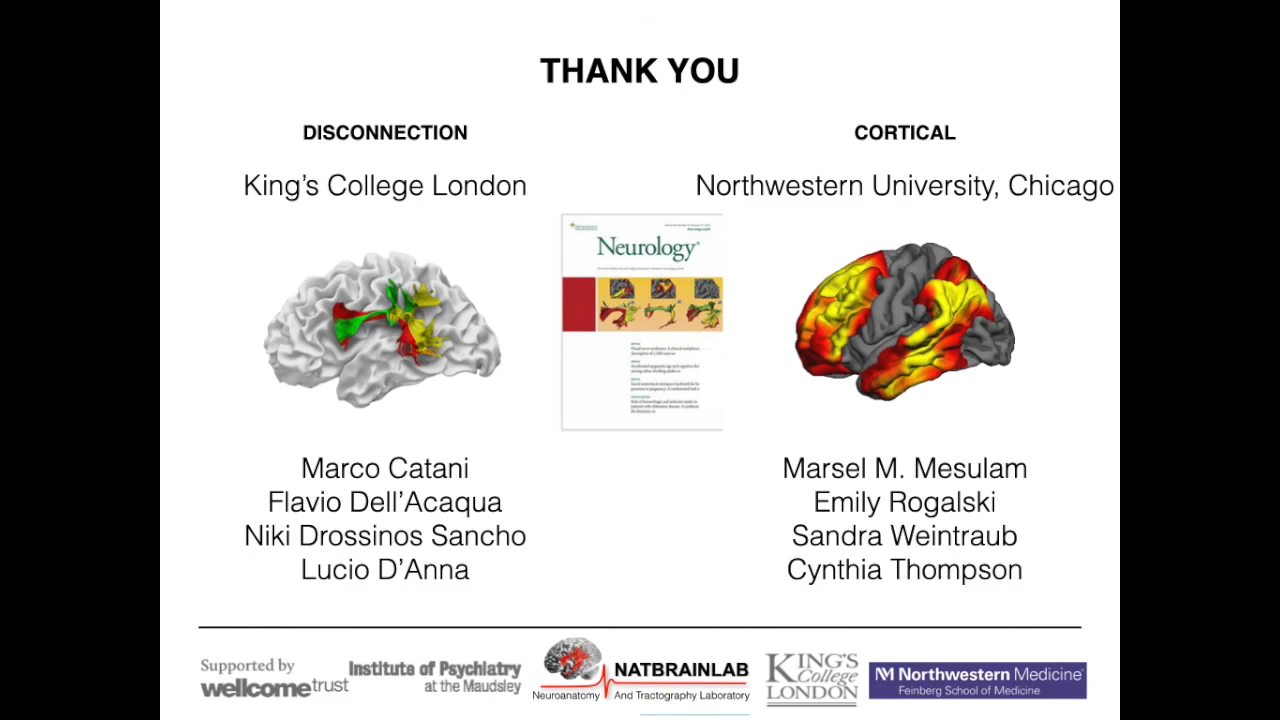 THANK YOU
DISCONNECTION
King's College London
Marco Catani
Flavio Dell'Acaqua
Niki Drossinos Sancho
Lucio D'Anna
Neurology
CORTICAL
Northwestern University, Chicago
Marsel M. Mesulam
Emily Rogalski
Sandra Weintraub
Cynthia Thompson
Supported by
wellcome trust
Institute of Psychiatry
at the Maudsley
NATBRAINLAB
Neuroanatomy And Tractography Laboratory
KING'S
College
LONDON
Northwestern Medicine
Feinberg School of Medicine